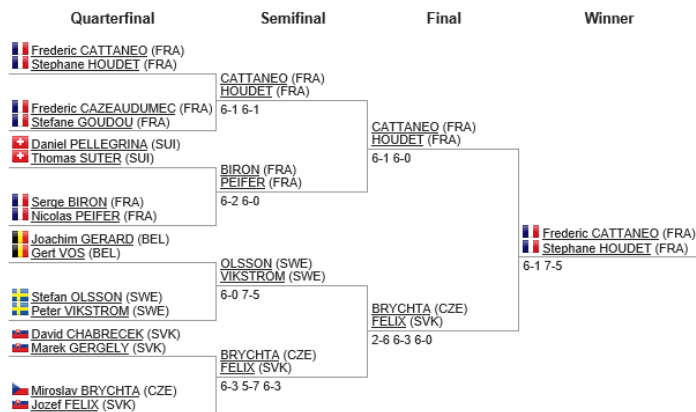 Quarterfinal
Semifinal
Final
Winner
Frederic CATTANEO (FRA)
Stephane HOUDET (FRA)
Frederic CAZEAUDUMEC (FRA)
Stefane GOUDOU (FRA)
Daniel PELLEGRINA (SUI)
Thomas SUTER (SUI)
Serge BIRON (FRA)
Nicolas PEIFER (FRA)
Joachim GERARD (BEL)
Gert VOS (BEL)
Stefan OLSSON (SWE)
Peter VIKSTROM (SWE)
David CHABRECEK (SVK)
Marek GERGELY (SVK)
Miroslav BRYCHTA (CZE)
Jozef FELIX (SVK)
CATTANEO (FRA)
HOUDET (FRA)
6-1 6-1
BIRON (FRA)
PEIFER (FRA)
6-2 6-0
OLSSON (SWE)
VIKSTROM (SWE)
6-0 7-5
BRYCHTA (CZE)
FELIX (SVK)
6-3 5-7 6-3
CATTANEO (FRA)
HOUDET (FRA)
6-1 6-0
BRYCHTA (CZE)
FELIX (SVK)
2-6 6-3 6-0
Frederic CATTANEO (FRA)
Stephane HOUDET (FRA)
6-1 7-5